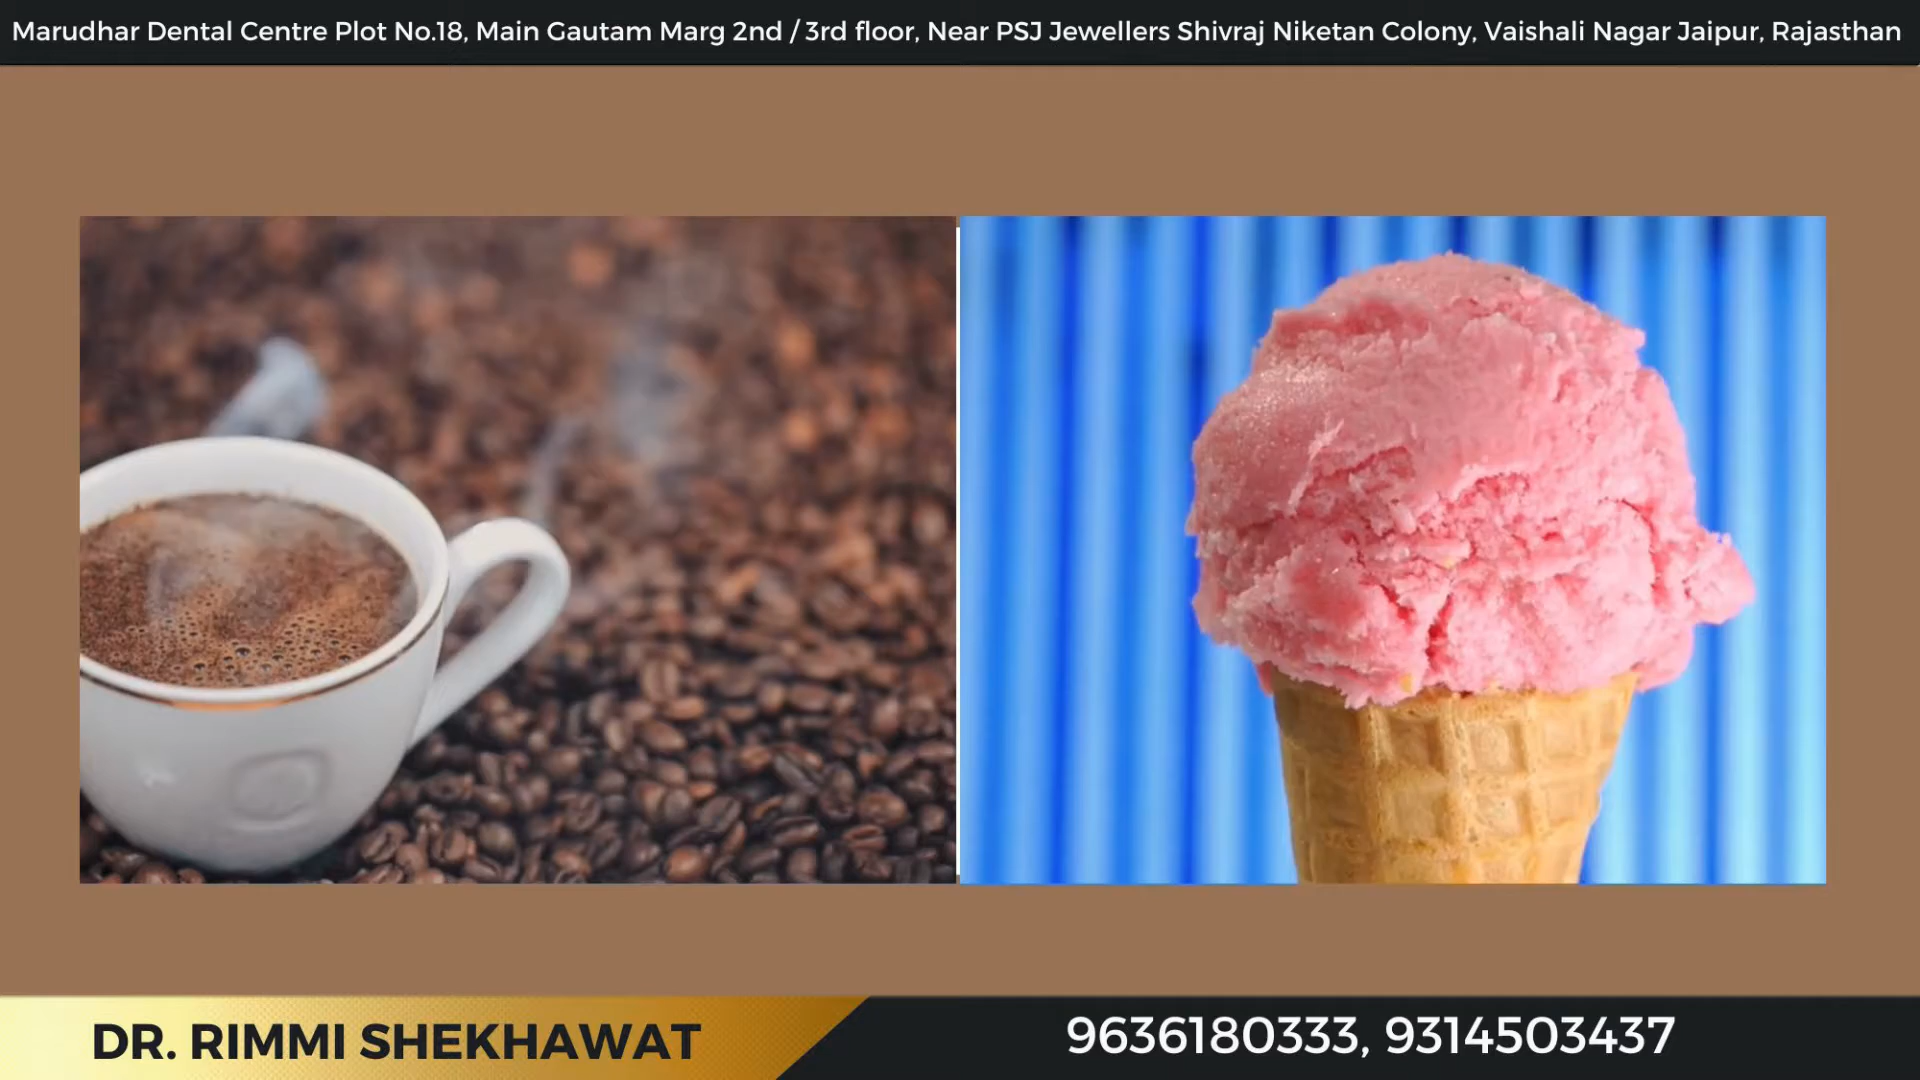 Marudhar Dental Centre Plot No.18, Main Gautam Marg 2nd / 3rd floor, Near PSJ Jewellers Shivraj Niketan Colony, Vaishali Nagar Jaipur, Rajasthan
DR. RIMMI SHEKHAWAT
9636180333, 9314503437